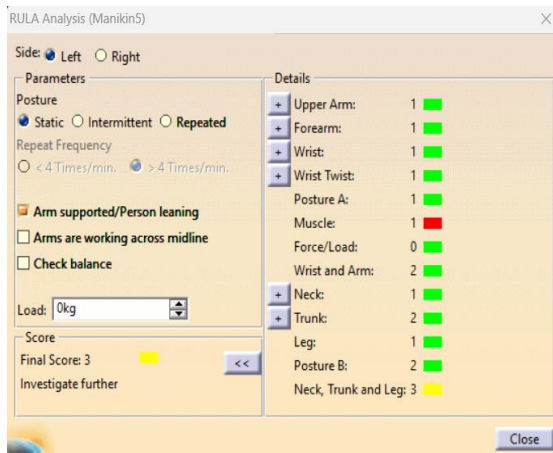 RULA Analysis (Manikin5)
Side: Left Right
Parameters
Posture
Static Intermittent Repeated
Repeat Frequency
< 4 Times/min. > 4 Times/min.
Arm supported/Person leaning
Arms are working across midline
Check balance
Load: 0kg
Score
Final Score: 3
<<
Investigate further
Details
+ Upper Arm: 1
+ Forearm: 1
+ Wrist: 1
+ Wrist Twist: 1
Posture A: 1
Muscle: 1
Force/Load: 0
Wrist and Arm: 2
+ Neck: 1
+ Trunk: 2
Leg: 1
Posture B: 2
Neck, Trunk and Leg: 3
Close